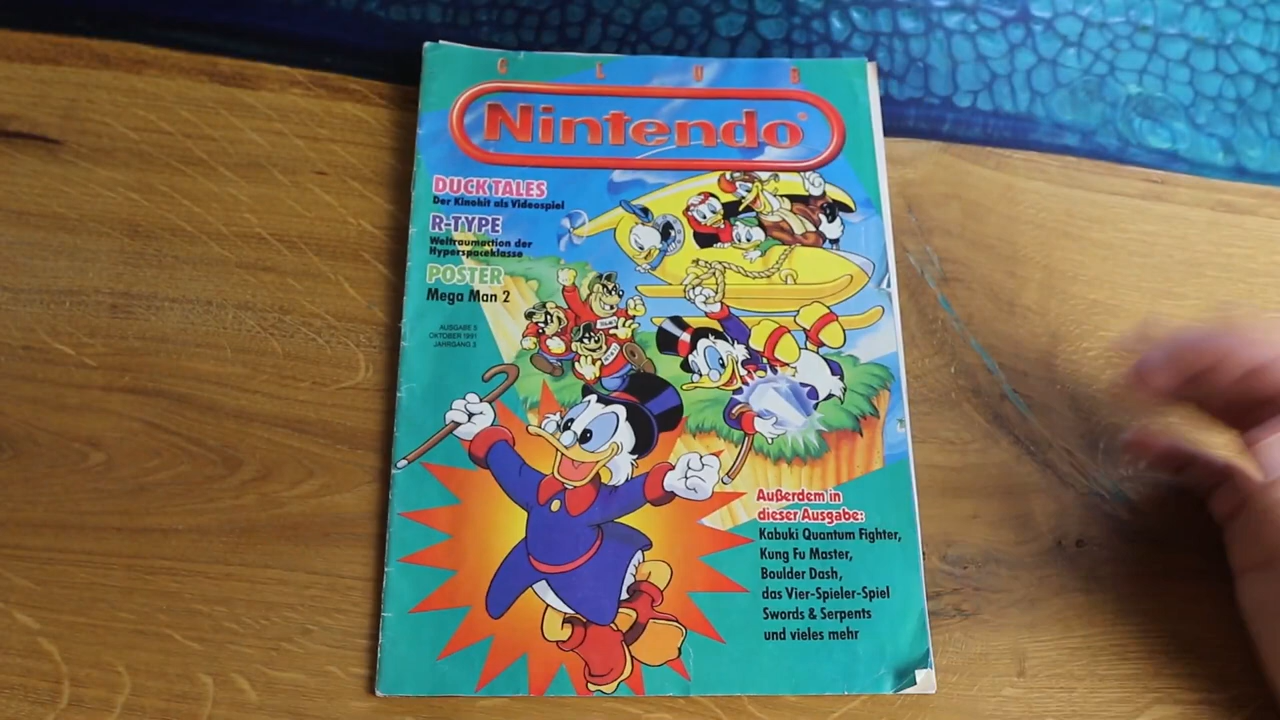 CLUB
Nintendo®
DUCK TALES
Der Kinohit als Videospiel
R-TYPE
Weltraumaction der
Hyperspaceklasse
POSTER
Mega Man 2
AUSGABE 5
OKTOBER 1991
JAHRGANG 3
Außerdem in
dieser Ausgabe:
Kabuki Quantum Fighter,
Kung Fu Master,
Boulder Dash,
das Vier-Spieler-Spiel
Swords & Serpents
und vieles mehr